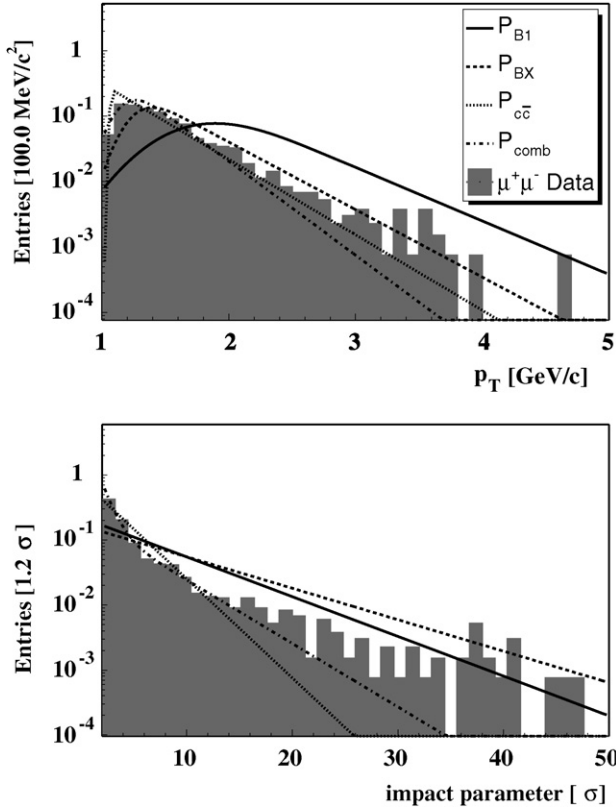 Entries [100.0 MeV/c²]
1
10⁻¹
10⁻²
10⁻³
10⁻⁴
P_B1
P_BX
P_cc̅
P_comb
μ⁺μ⁻ Data
1 2 3 4 5
p_T [GeV/c]
Entries [1.2 σ]
1
10⁻¹
10⁻²
10⁻³
10⁻⁴
10 20 30 40 50
impact parameter [ σ]